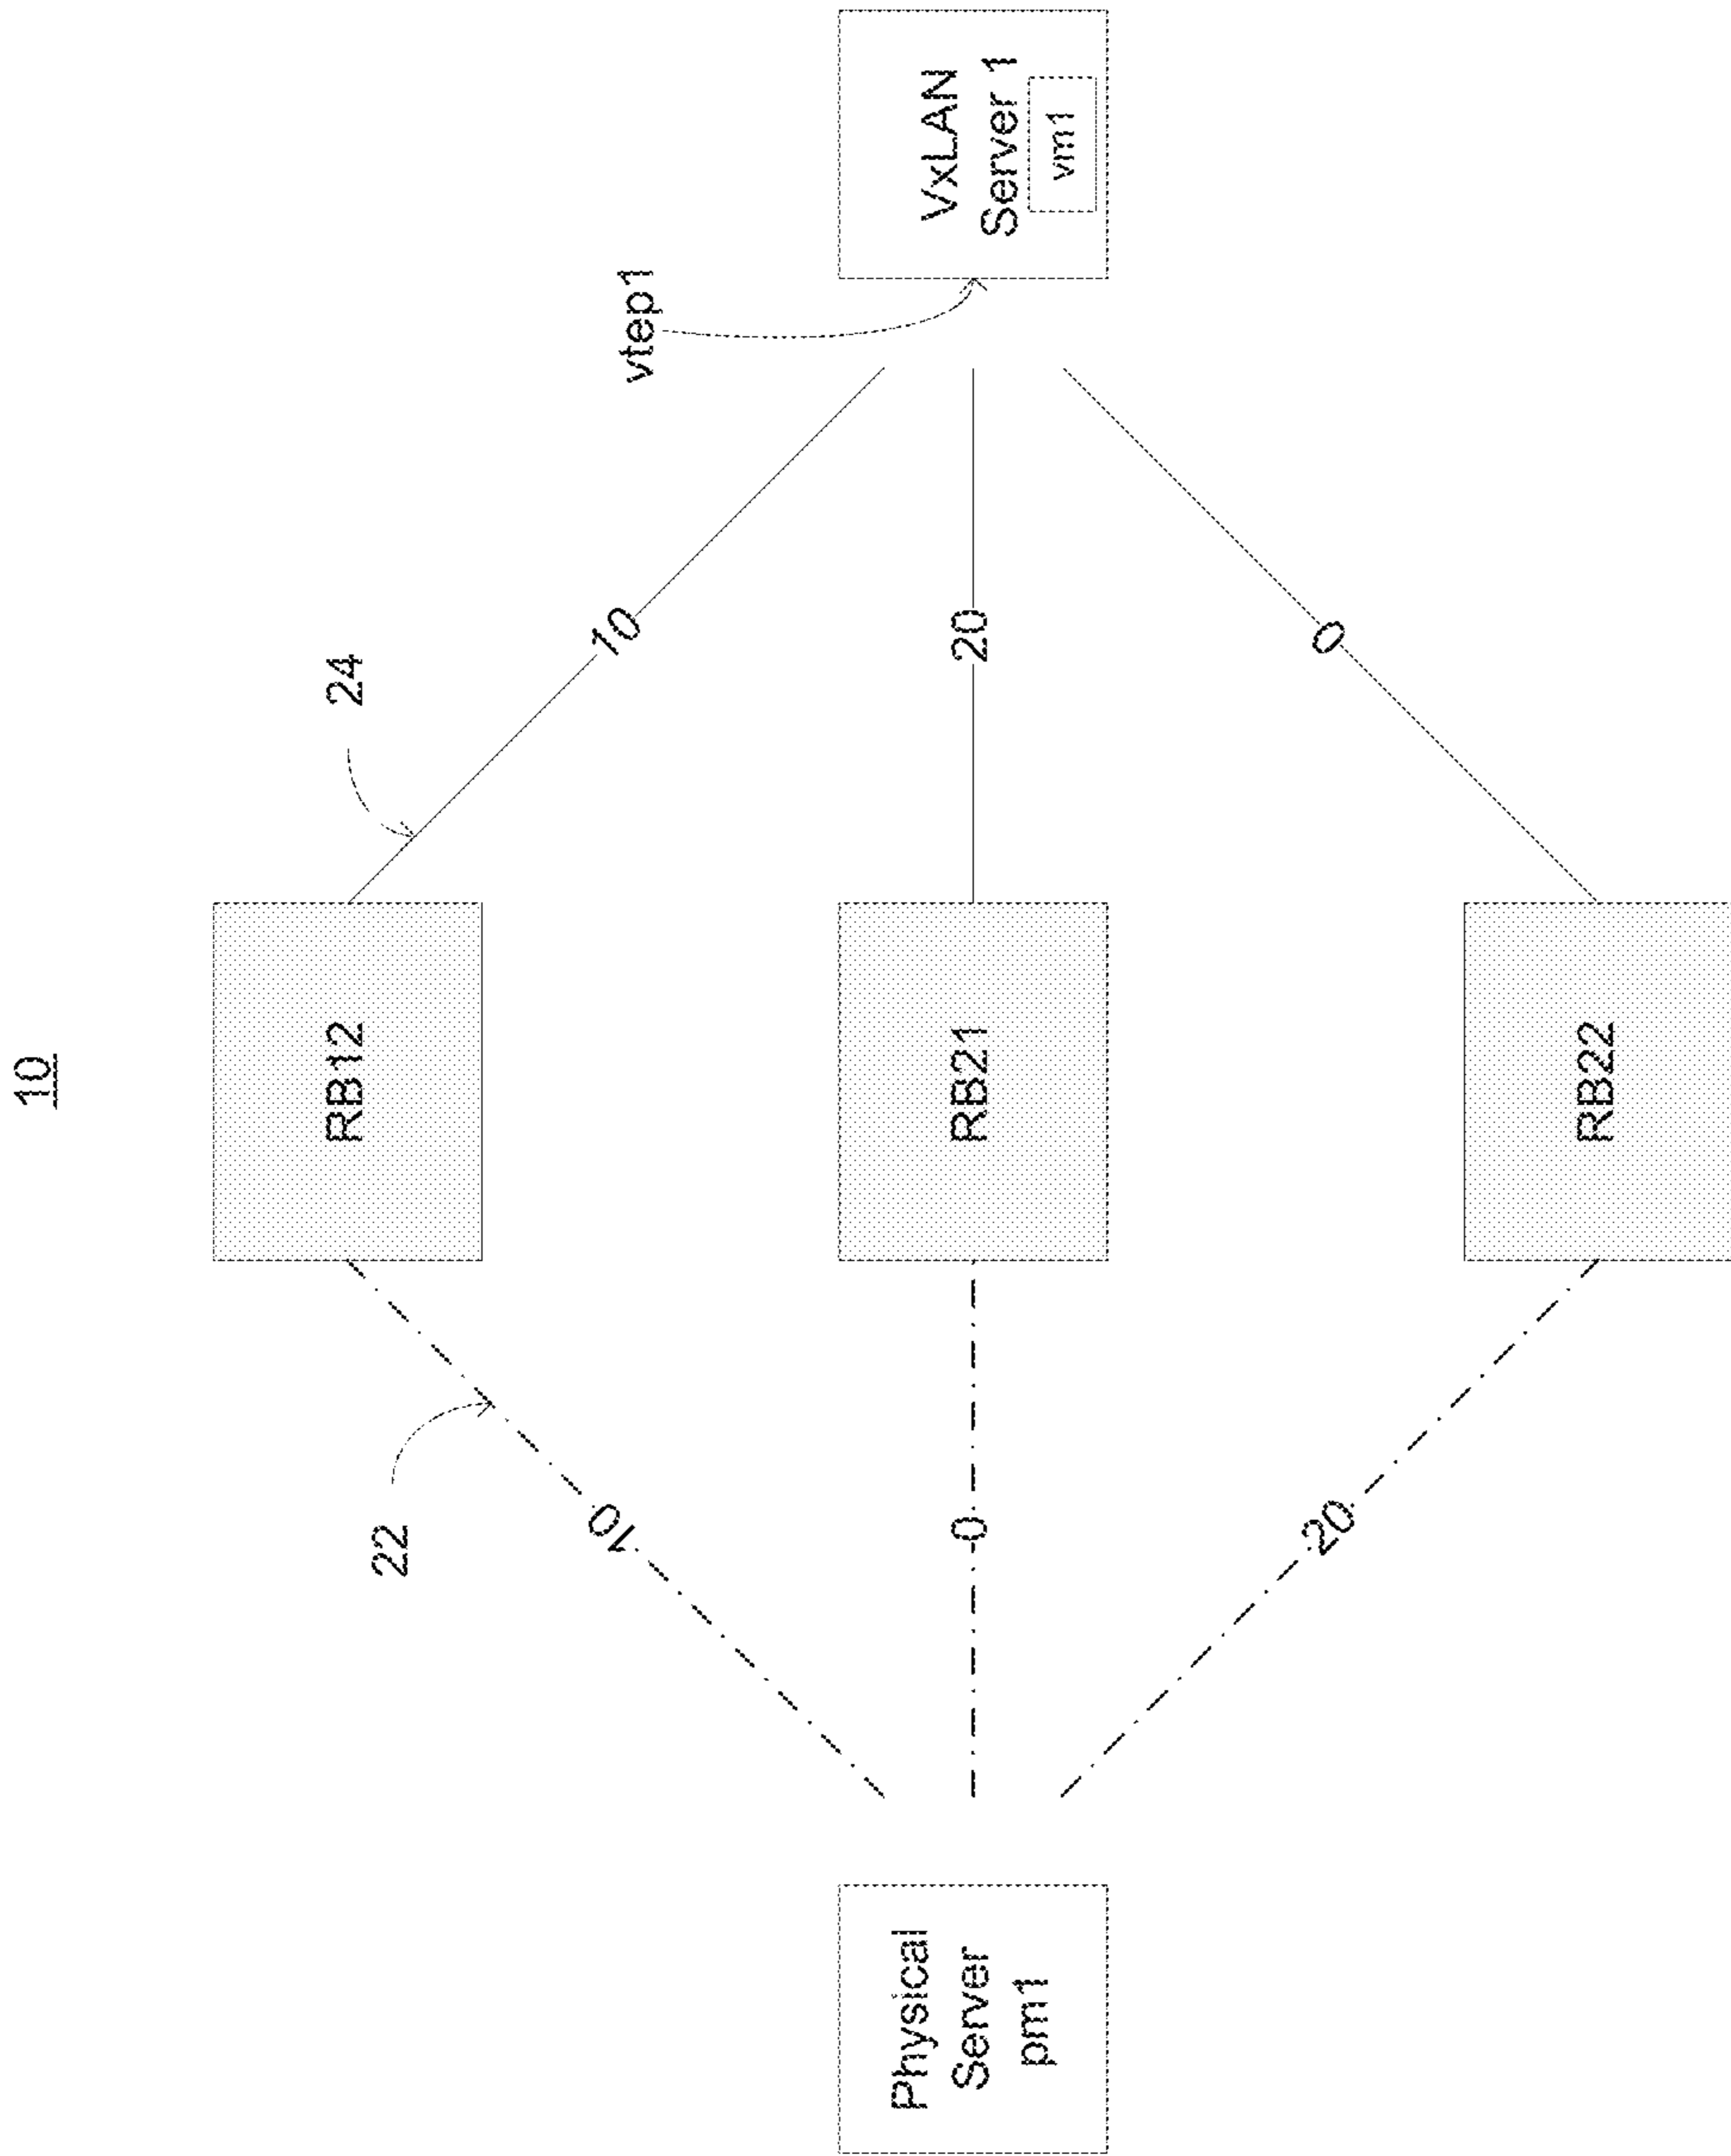 10
RB12
24
22
10
10
vtep1
Physical
Server
pm1
0
RB21
20
VxLAN
Server 1
vm1
20
0
RB22